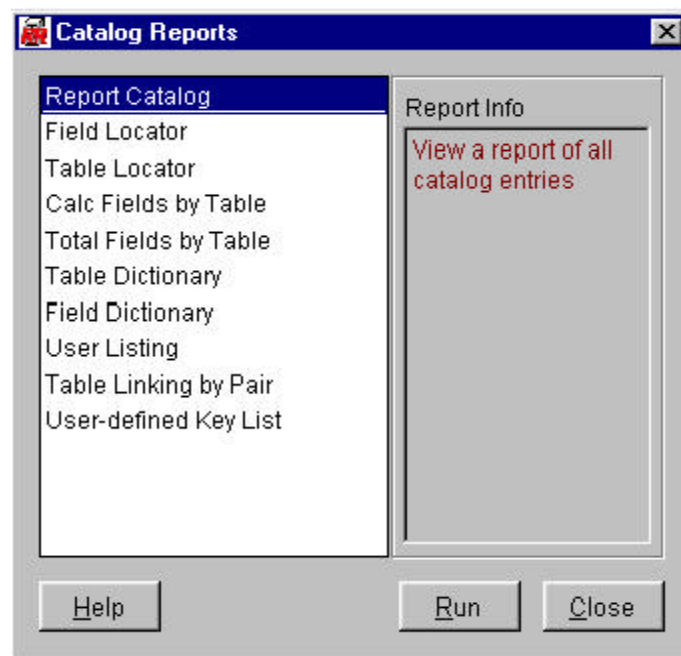 Catalog Reports
Report Catalog
Field Locator
Table Locator
Calc Fields by Table
Total Fields by Table
Table Dictionary
Field Dictionary
User Listing
Table Linking by Pair
User-defined Key List
Report Info
View a report of all
catalog entries
Help
Run
Close